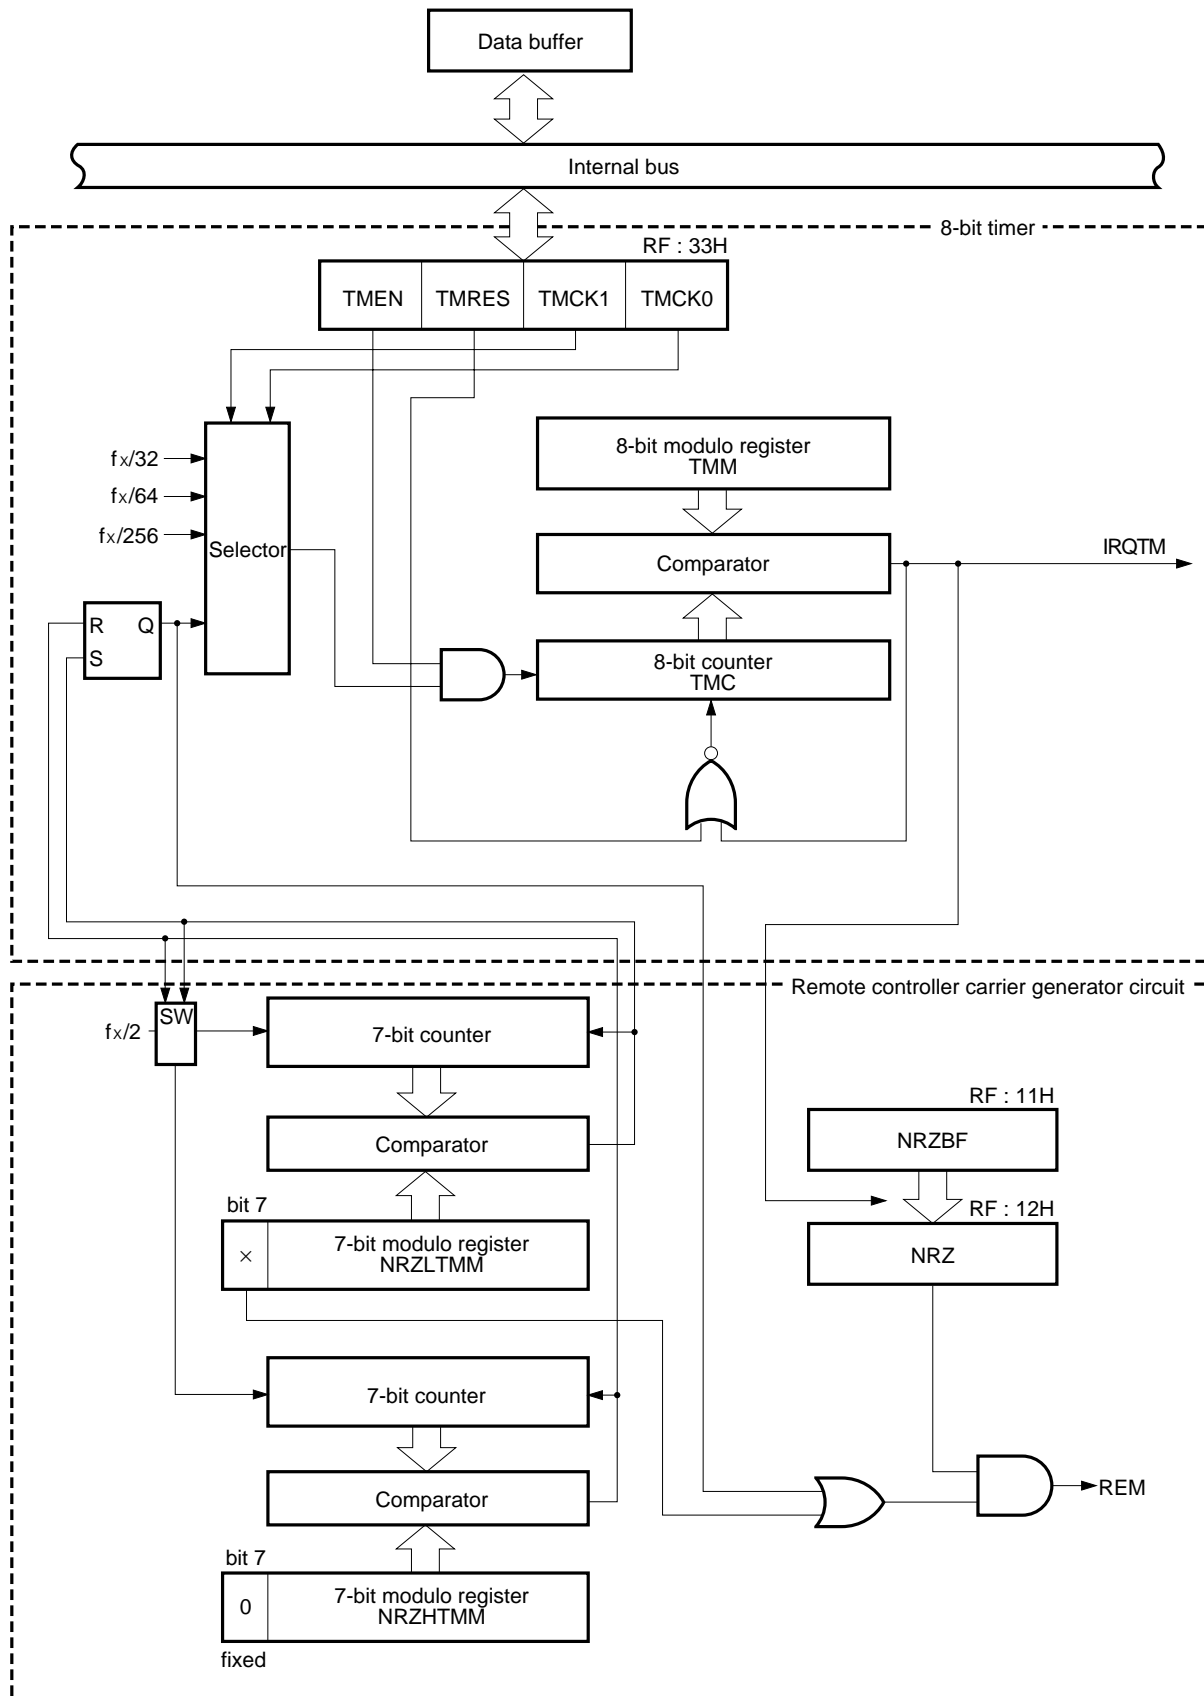 Data buffer
Internal bus
8-bit timer
RF : 33H
TMEN TMRES TMCK1 TMCK0
fX/32
fX/64
fX/256
Selector
8-bit modulo register
TMM
Comparator
IRQTM
R Q
S
8-bit counter
TMC
Remote controller carrier generator circuit
SW
fX/2
7-bit counter
RF : 11H
NRZBF
Comparator
bit 7
RF : 12H
× 7-bit modulo register
NRZLTMM
NRZ
7-bit counter
Comparator
REM
bit 7
0 7-bit modulo register
NRZHTMM
fixed